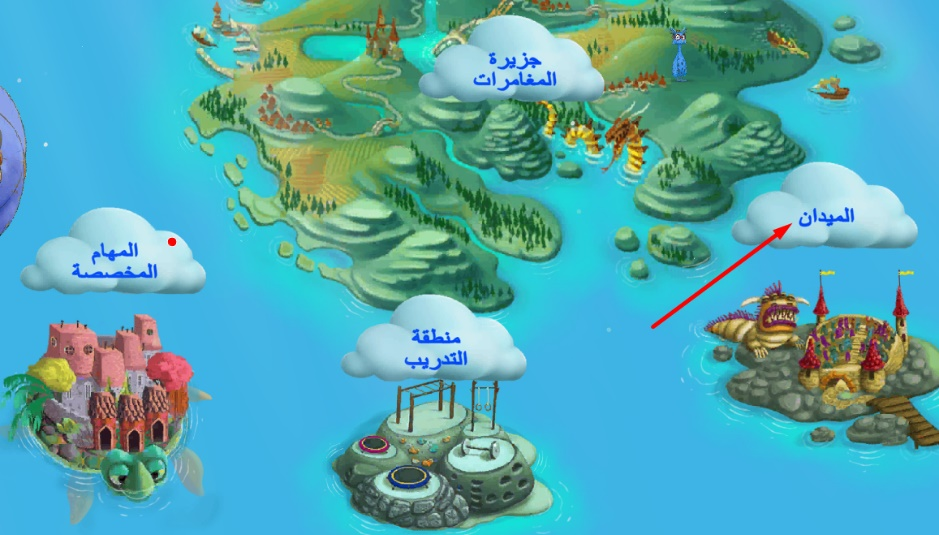 جزيرة
المغامرات
الميدان
المهام
المخصصة
منطقة
التدريب